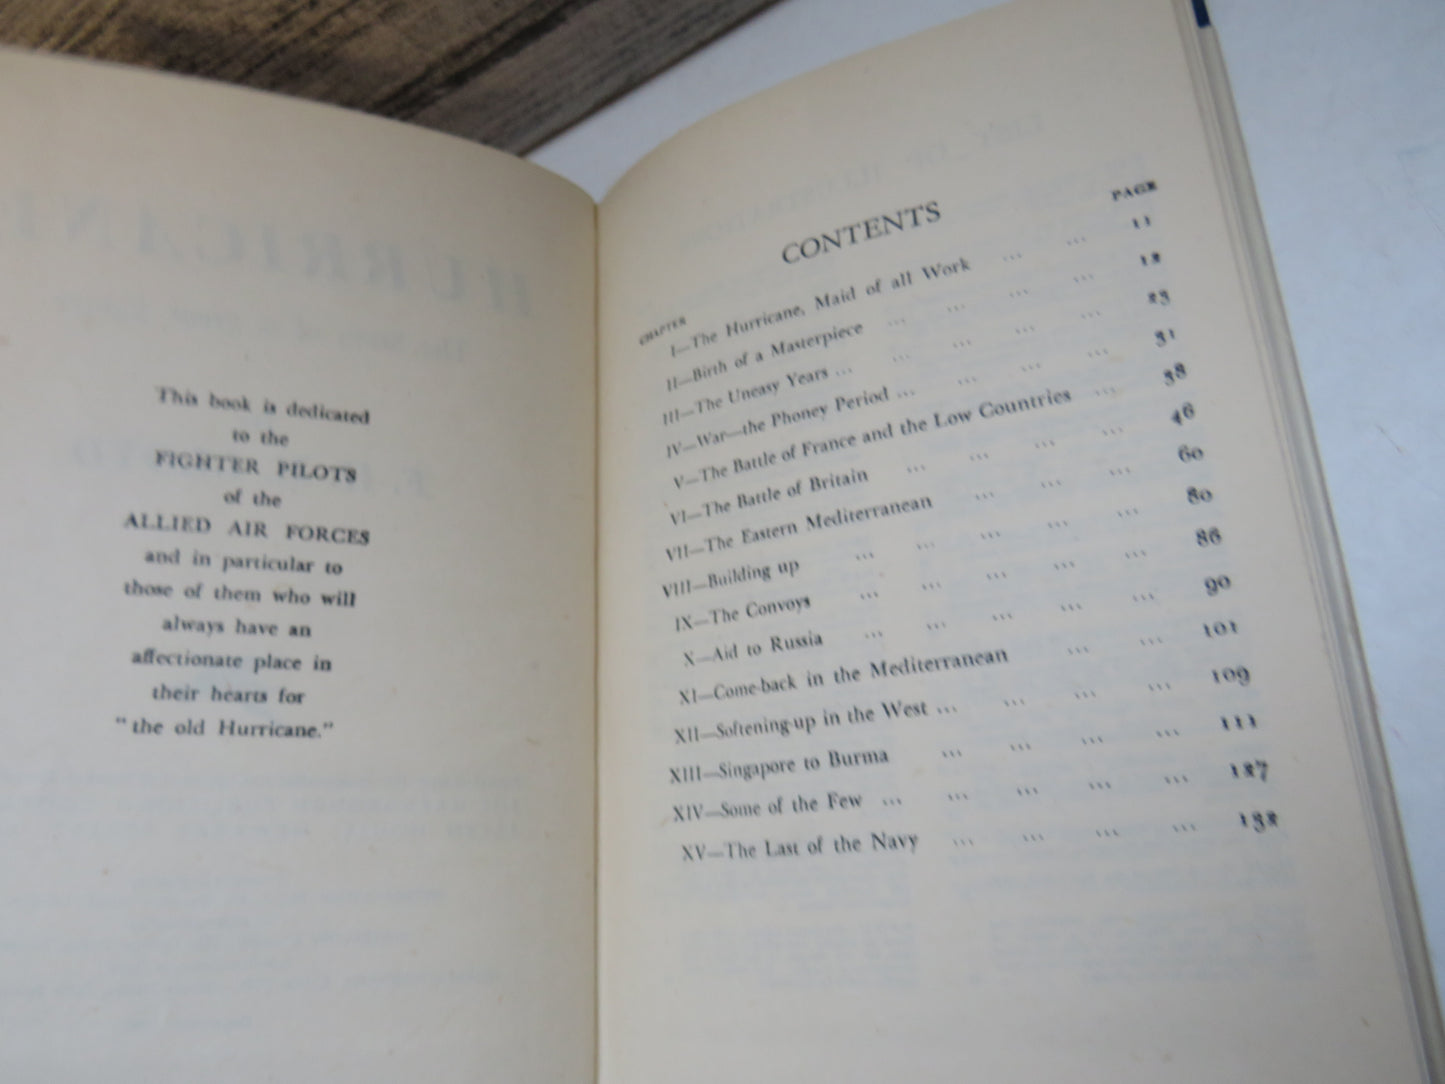 This book is dedicated
to the
FIGHTER PILOTS
of the
ALLIED AIR FORCES
and in particular to
those of them who will
always have an
affectionate place in
their hearts for
"the old Hurricane."
CONTENTS
CHAPTER PAGE
I—The Hurricane, Maid of all Work ... ... 11
II—Birth of a Masterpiece ... ... ... ... 12
III—The Uneasy Years ... ... ... ... ... 23
IV—War—the Phoney Period ... ... ... ... 31
V—The Battle of France and the Low Countries ... 38
VI—The Battle of Britain ... ... ... ... 46
VII—The Eastern Mediterranean ... ... ... 60
VIII—Building up ... ... ... ... ... 80
IX—The Convoys ... ... ... ... ... 86
X—Aid to Russia ... ... ... ... ... 90
XI—Come-back in the Mediterranean ... ... 101
XII—Softening-up in the West ... ... ... ... 109
XIII—Singapore to Burma ... ... ... ... 111
XIV—Some of the Few ... ... ... ... ... 127
XV—The Last of the Navy ... ... ... ... 132